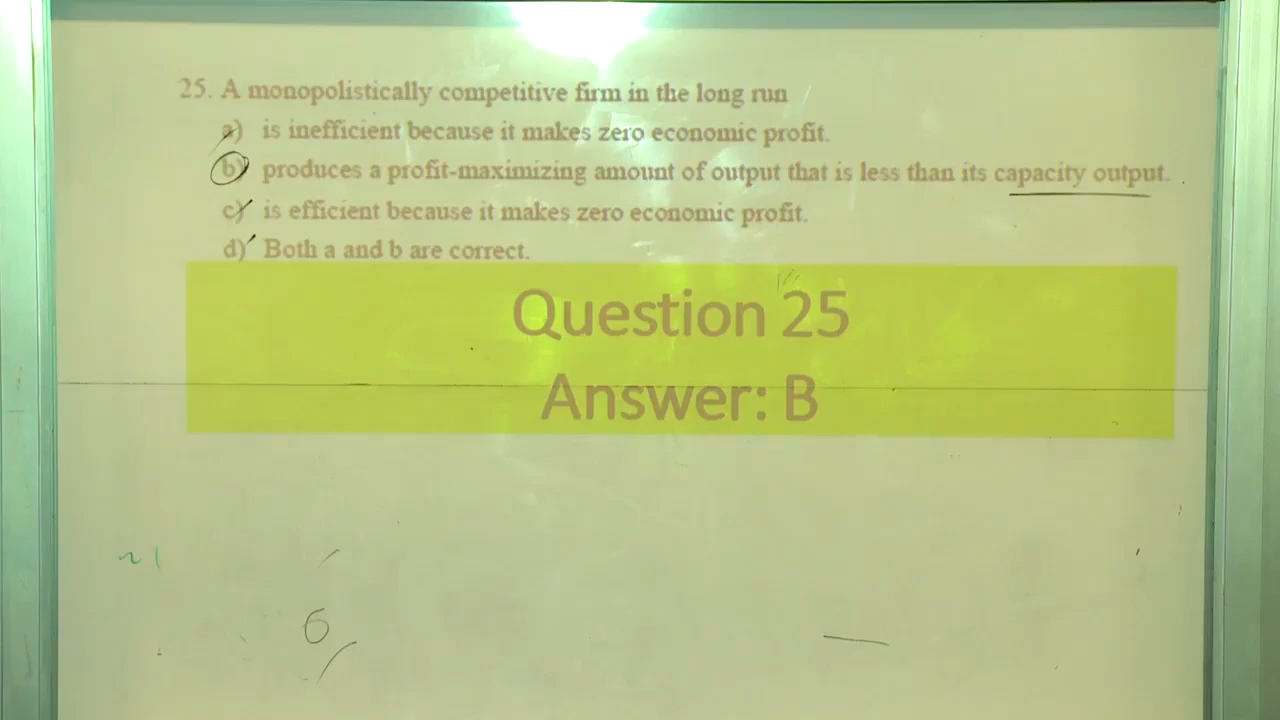 25. A monopolistically competitive firm in the long run
a) is inefficient because it makes zero economic profit.
b) produces a profit-maximizing amount of output that is less than its capacity output.
c) is efficient because it makes zero economic profit.
d) Both a and b are correct.
Question 25
Answer: B
6